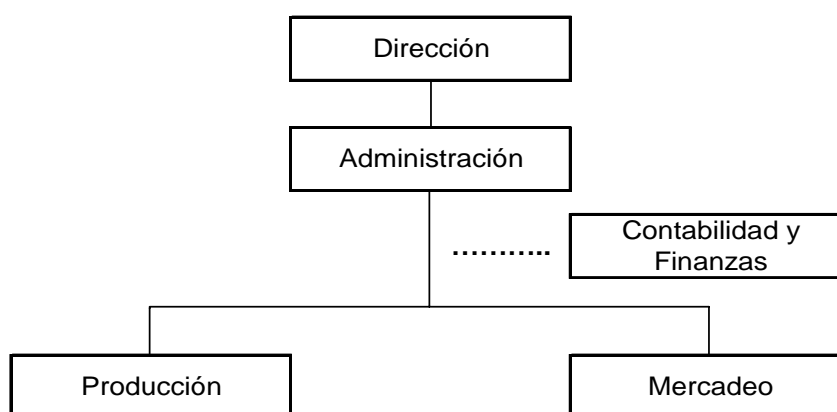 Dirección
Administración
Contabilidad y
Finanzas
Producción
Mercadeo